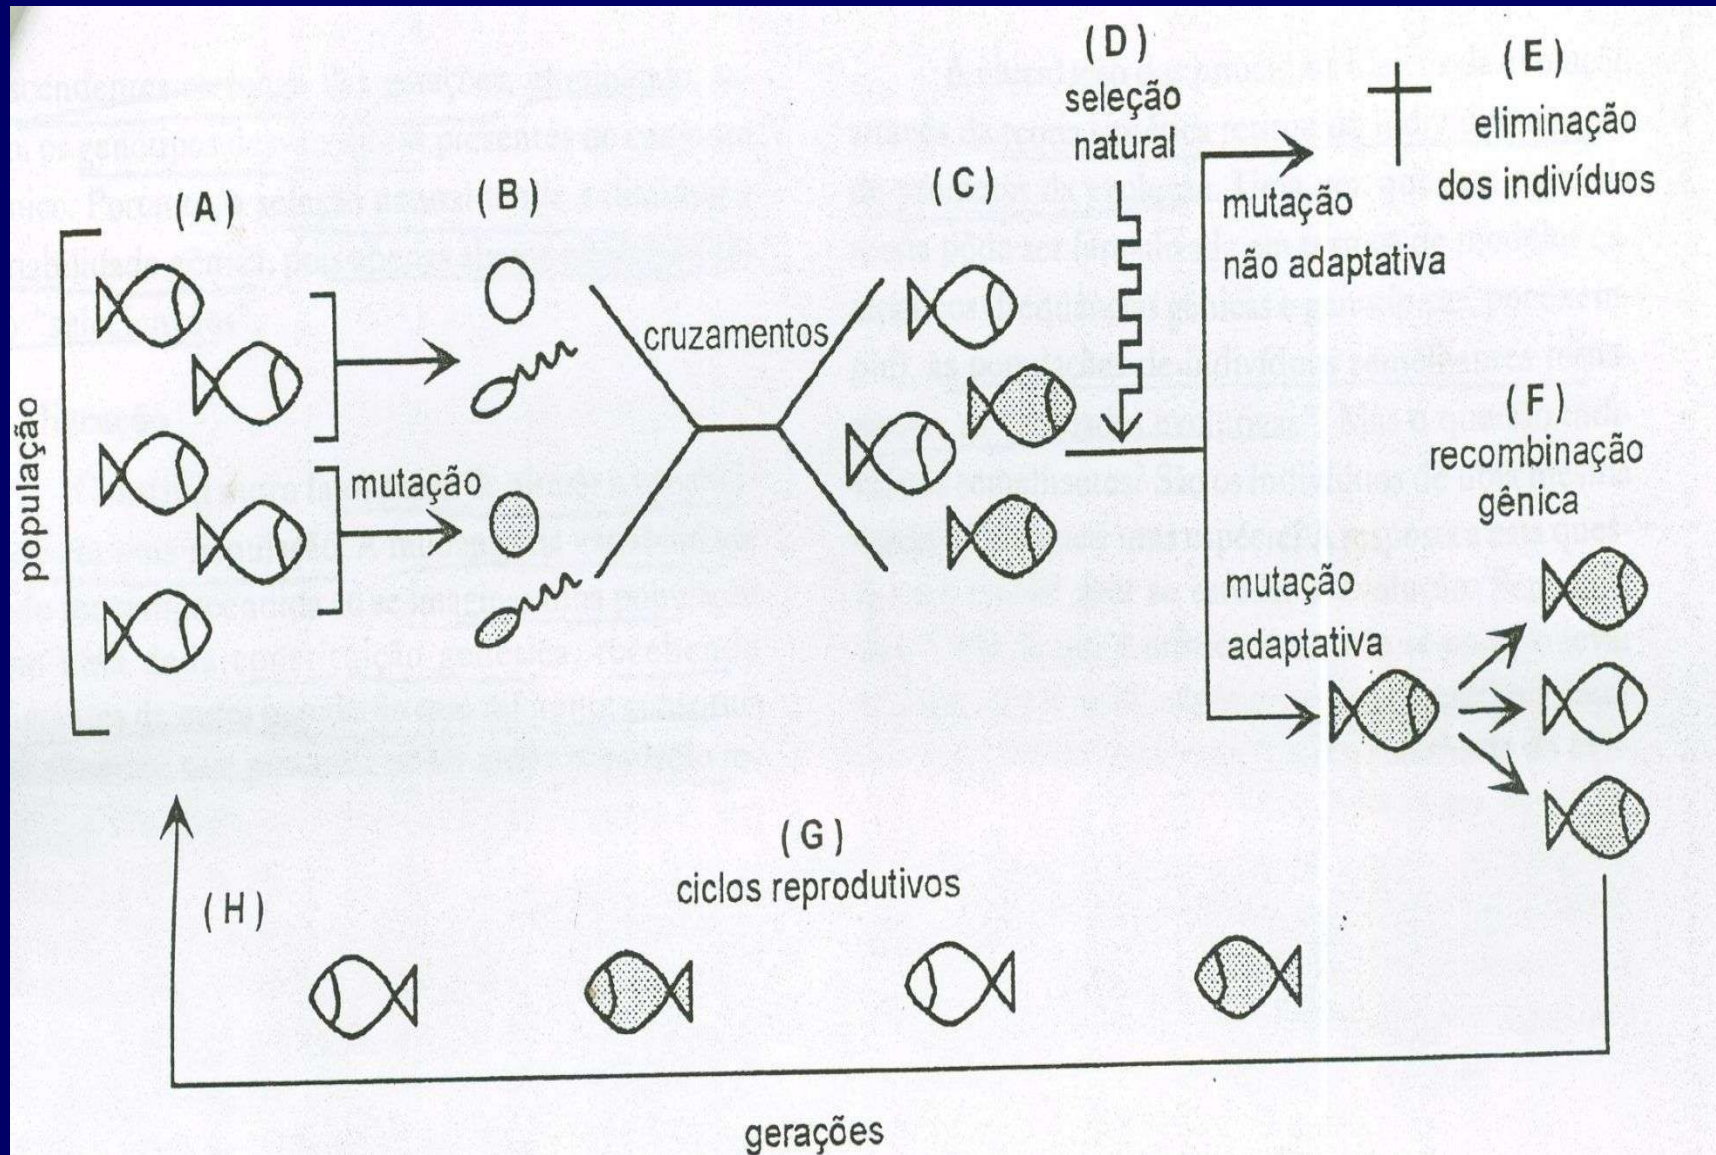 (A)
(B)
(C)
(D)
seleção
natural
(E)
eliminação
dos indivíduos
mutação
não adaptativa
população
mutação
cruzamentos
(F)
recombinação
gênica
mutação
adaptativa
(G)
ciclos reprodutivos
(H)
gerações